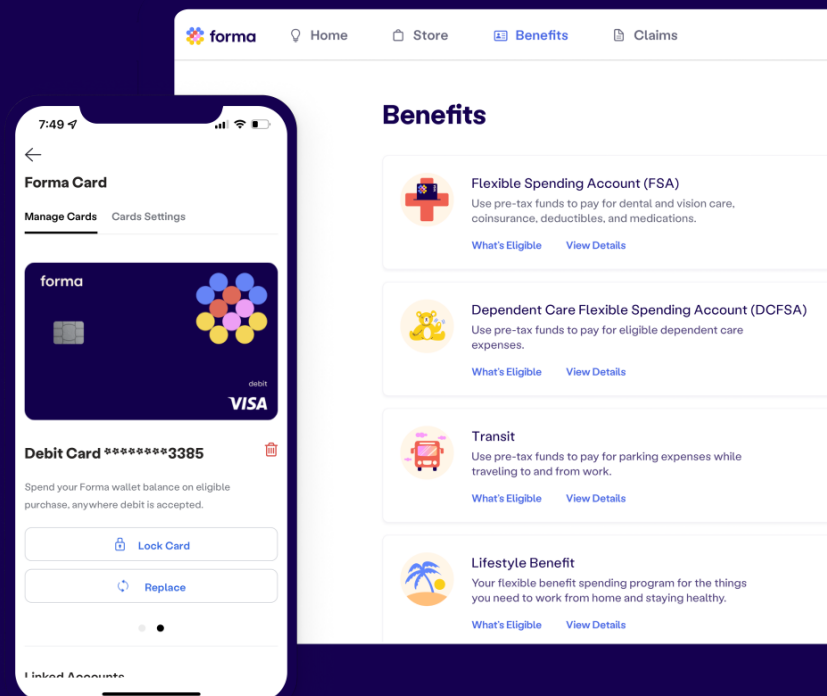 forma
Home
Store
Benefits
Claims
Benefits
Flexible Spending Account (FSA)
Use pre-tax funds to pay for dental and vision care,
coinsurance, deductibles, and medications.
What's Eligible
View Details
Dependent Care Flexible Spending Account (DCFSA)
Use pre-tax funds to pay for eligible dependent care
expenses.
What's Eligible
View Details
Transit
Use pre-tax funds to pay for parking expenses while
traveling to and from work.
What's Eligible
View Details
Lifestyle Benefit
Your flexible benefit spending program for the things
you need to work from home and staying healthy.
What's Eligible
View Details
7:49
Forma Card
Manage Cards
Cards Settings
forma
debit
VISA
Debit Card ********3385
Spend your Forma wallet balance on eligible
purchase, anywhere debit is accepted.
Lock Card
Replace
Linked Accounts